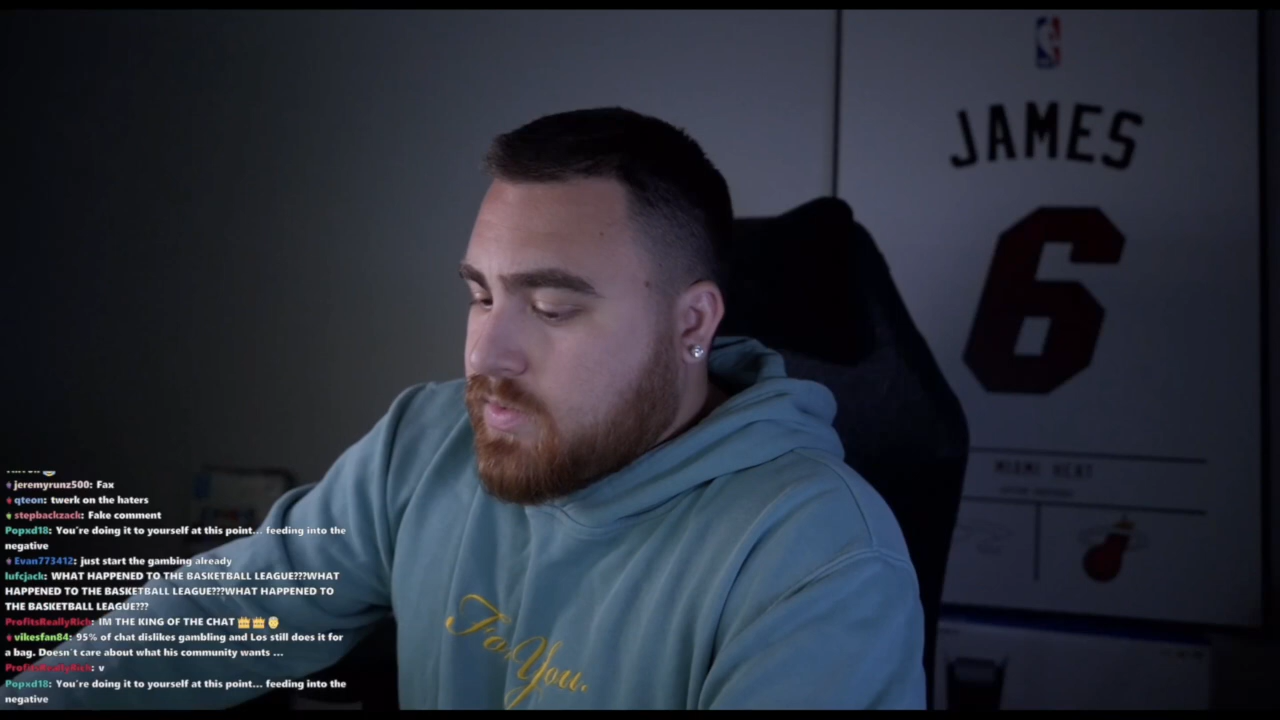 JAMES
6
MIAMI HEAT
jeremyrunz500: Fax
qteon: twerk on the haters
stepbackzack: Fake comment
Popxd18: You're doing it to yourself at this point... feeding into the
negative
Evan773412: just start the gambing already
lufcjack: WHAT HAPPENED TO THE BASKETBALL LEAGUE???WHAT
HAPPENED TO THE BASKETBALL LEAGUE???WHAT HAPPENED TO
THE BASKETBALL LEAGUE???
ProfitsReallyRich: IM THE KING OF THE CHAT 👑👑🤴
vikesfan84: 95% of chat dislikes gambling and Los still does it for
a bag. Doesn't care about what his community wants ...
ProfitsReallyRich: v
Popxd18: You're doing it to yourself at this point... feeding into the
negative
For You.